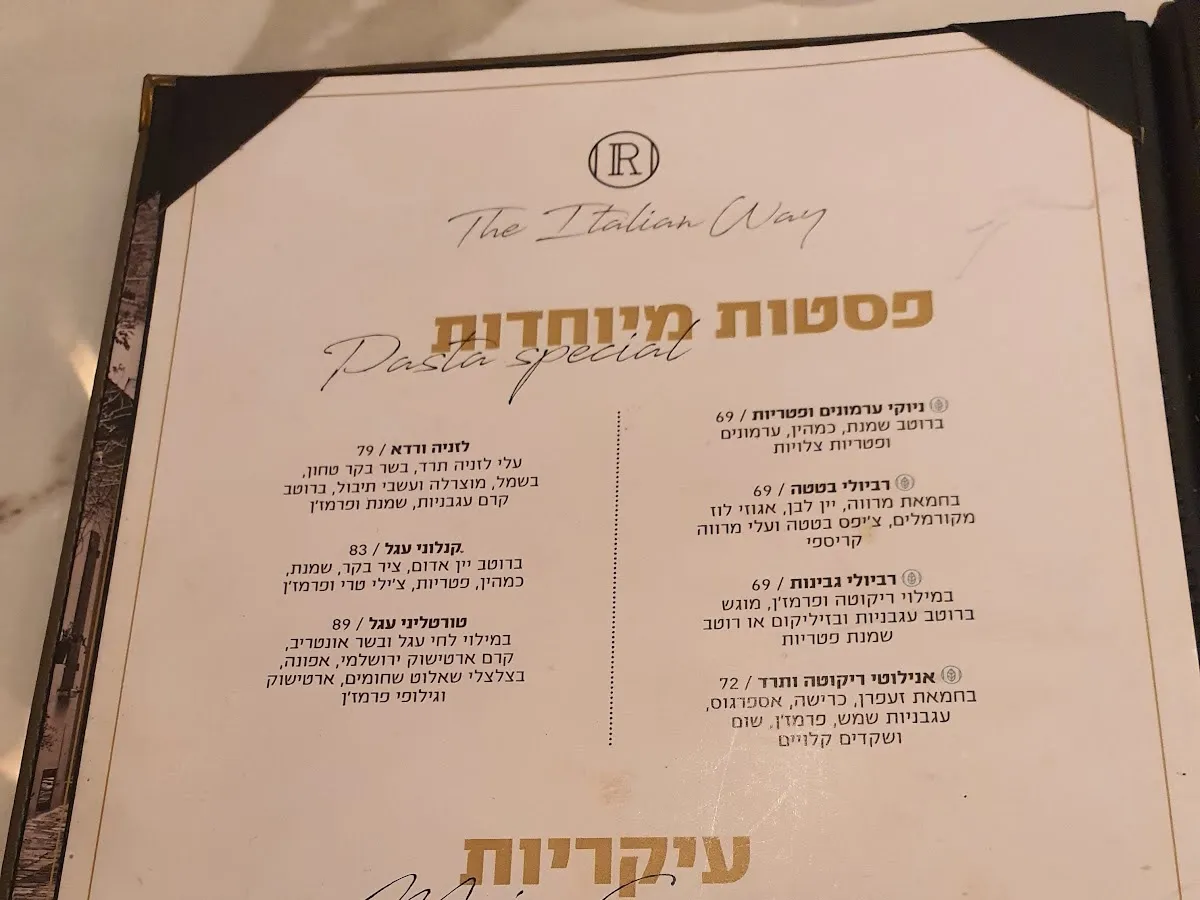 R
The Italian Way
פסטות מיוחדות
Pasta special
ניוקי ערמונים ופטריות / 69
ברוטב שמנת, כמהין, ערמונים
ופטריות צלויות
רביולי בטטה / 69
בחמאת מרווה, יין לבן, אגוזי לוז
מקורמלים, צ'יפס בטטה ועלי מרווה
קריספי
רביולי גבינות / 69
במילוי ריקוטה ופרמז'ן, מוגש
ברוטב עגבניות ובזיליקום או רוטב
שמנת פטריות
אנילוטי ריקוטה ותרד / 72
בחמאת זעפרן, כרישה, אספרגוס,
עגבניות שמש, פרמז'ן, שום
ושקדים קלויים
לזניה ורדא / 79
עלי לזניה תרד, בשר בקר טחון,
בשמל, מוצרלה ועשבי תיבול, ברוטב
קרם עגבניות, שמנת ופרמז'ן
קנלוני עגל / 83
ברוטב יין אדום, ציר בקר, שמנת,
כמהין, פטריות, צ'ילי טרי ופרמז'ן
טורטליני עגל / 89
במילוי לחי עגל ובשר אונטריב,
קרם ארטישוק ירושלמי, אפונה,
בצלצלי שאלוט שחומים, ארטישוק
וגילופי פרמז'ן
עיקריות